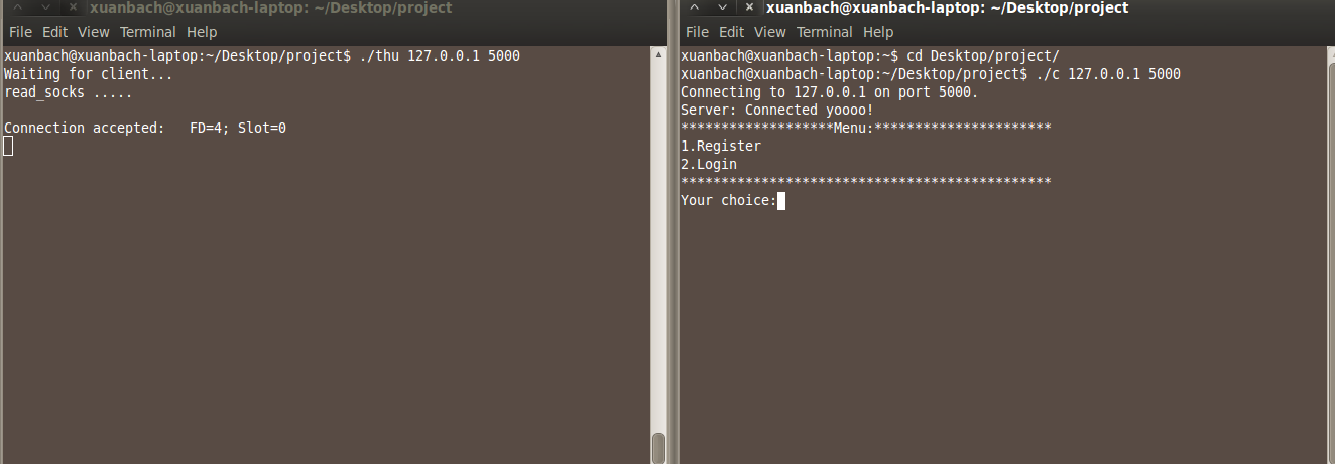 xuanbach@xuanbach-laptop: ~/Desktop/project
File Edit View Terminal Help
xuanbach@xuanbach-laptop:~/Desktop/project$ ./thu 127.0.0.1 5000
Waiting for client...
read_socks .....
Connection accepted:   FD=4; Slot=0
xuanbach@xuanbach-laptop: ~/Desktop/project
File Edit View Terminal Help
xuanbach@xuanbach-laptop:~$ cd Desktop/project/
xuanbach@xuanbach-laptop:~/Desktop/project$ ./c 127.0.0.1 5000
Connecting to 127.0.0.1 on port 5000.
Server: Connected yoooo!
*******************Menu:**********************
1.Register
2.Login
**********************************************
Your choice: